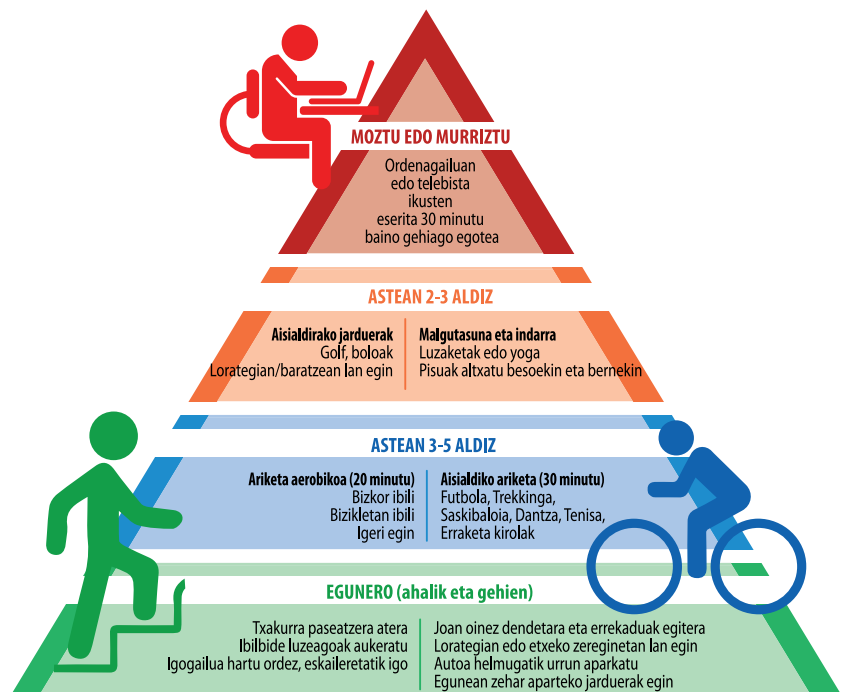 MOZTU EDO MURRIZTU
Ordenagailuan
edo telebista
ikusten
eserita 30 minutu
baino gehiago egotea
ASTEAN 2-3 ALDIZ
Aisialdirako jarduerak
Golf, boloak
Lorategian/baratzean lan egin
Malgutasuna eta indarra
Luzaketak edo yoga
Pisuak altxatu besoekin eta bernekin
ASTEAN 3-5 ALDIZ
Ariketa aerobikoa (20 minutu)
Bizkor ibili
Bizikletan ibili
Igeri egin
Aisialdiko ariketa (30 minutu)
Futbola, Trekkinga,
Saskibaloia, Dantza, Tenisa,
Erraketa kirolak
EGUNERO (ahalik eta gehien)
Txakurra paseatzera atera
Ibilbide luzeagoak aukeratu
Igogailua hartu ordez, eskaileretatik igo
Joan oinez dendetara eta errekaduak egitera
Lorategian edo etxeko zereginetan lan egin
Autoa helmugatik urrun aparkatu
Egunean zehar aparteko jarduerak egin